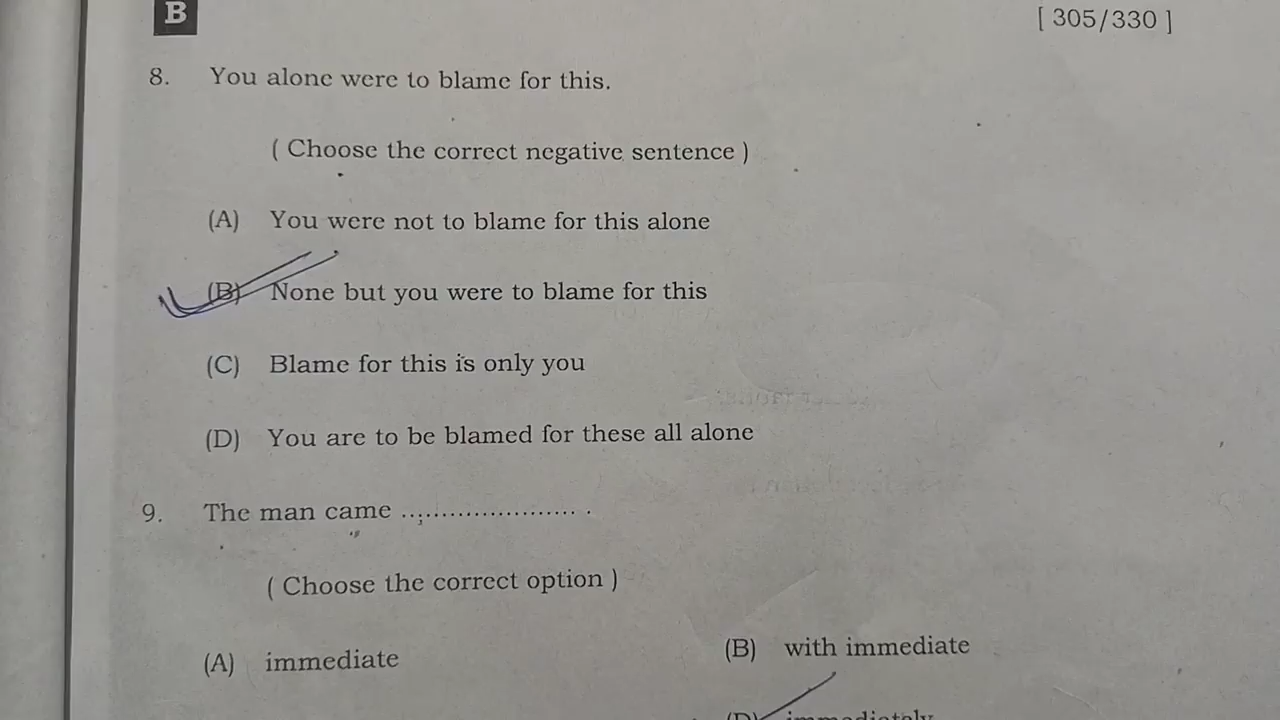 B
[ 305/330 ]
8. You alone were to blame for this.
( Choose the correct negative sentence )
(A) You were not to blame for this alone
(B) None but you were to blame for this
(C) Blame for this is only you
(D) You are to be blamed for these all alone
9. The man came ........................ .
( Choose the correct option )
(A) immediate
(B) with immediate
(D) immediately